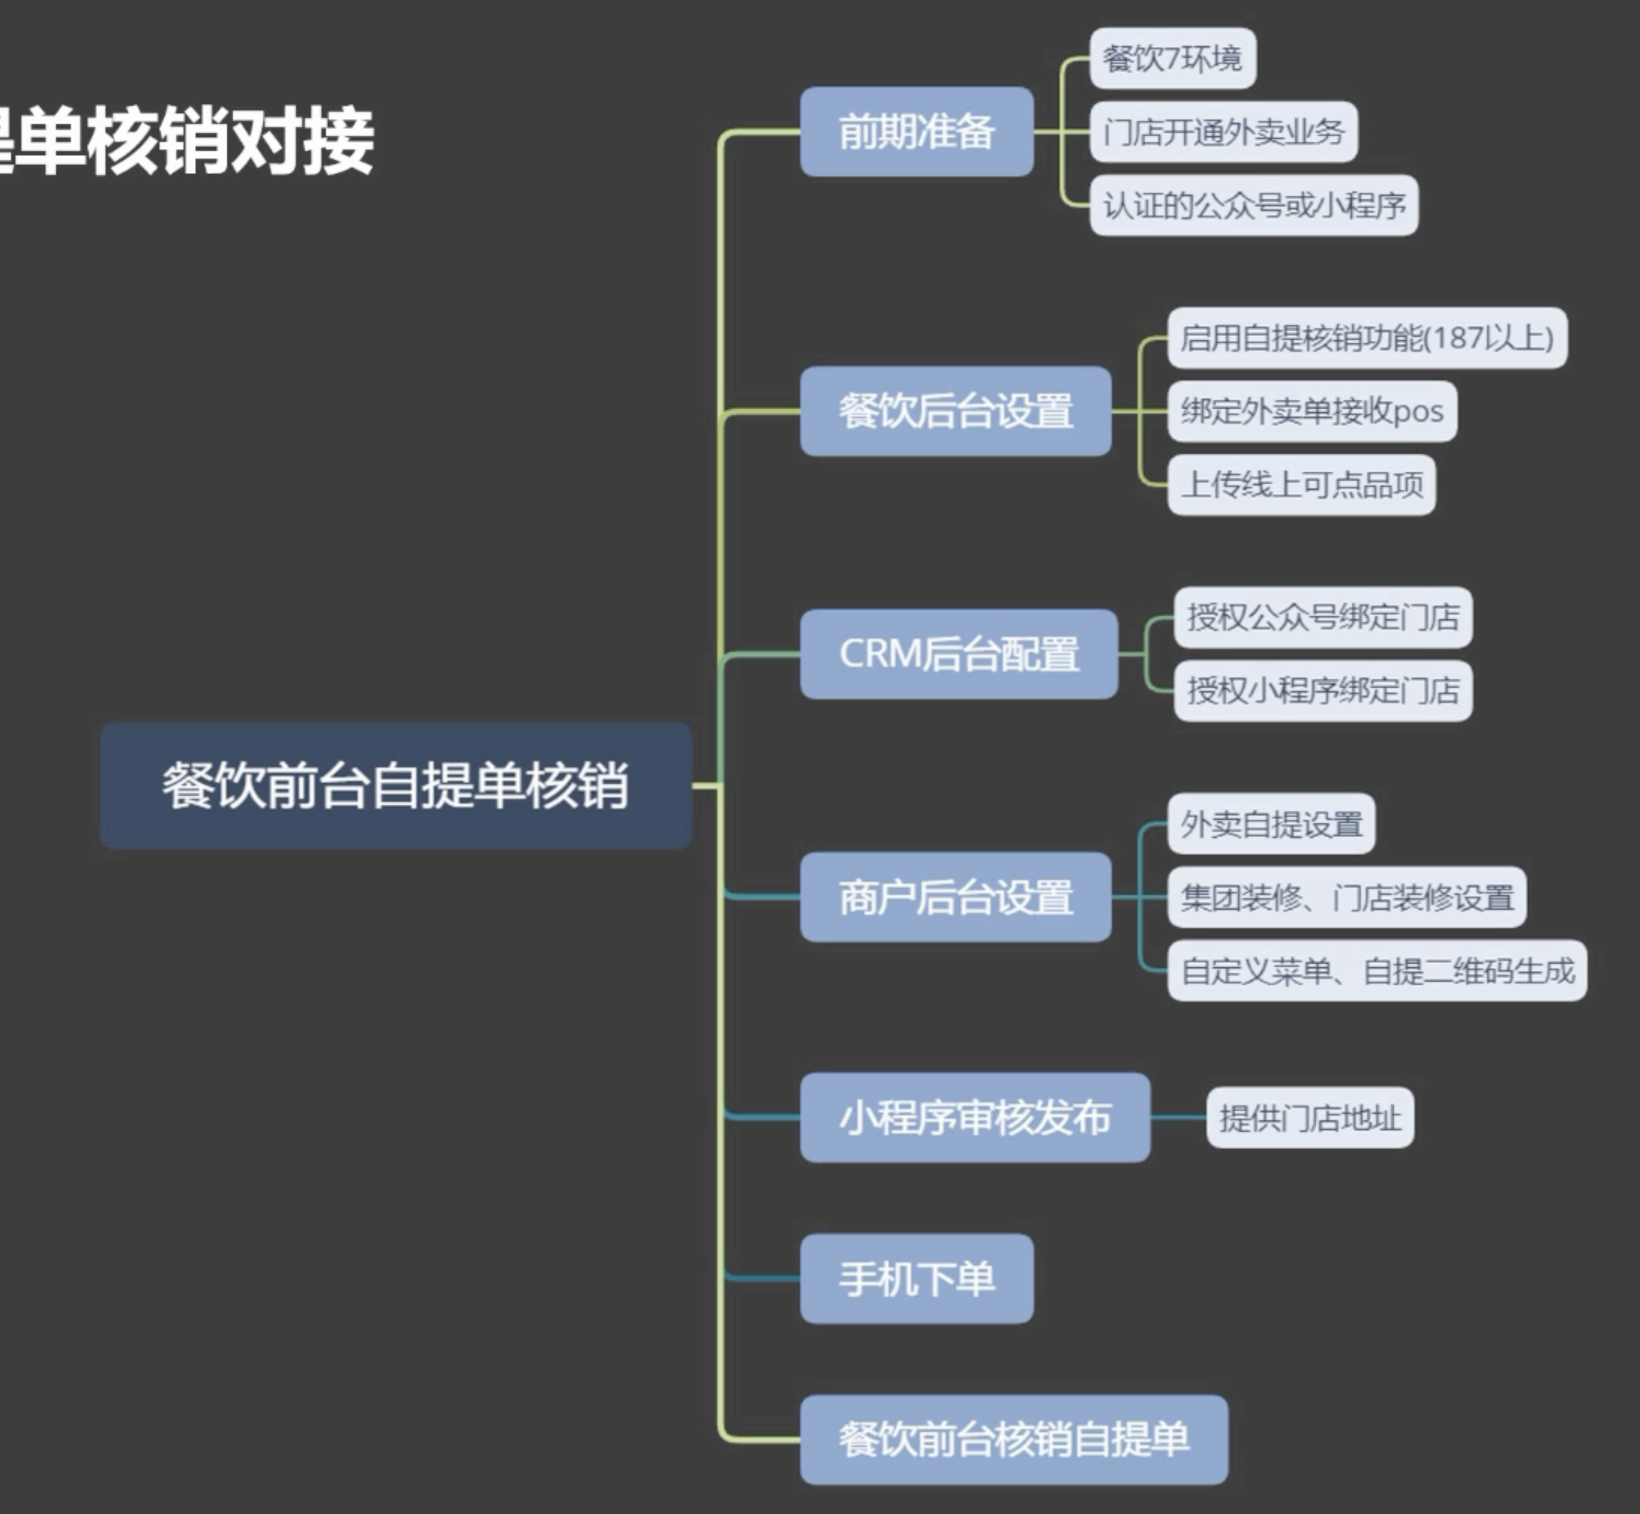 提单核销对接
前期准备
餐饮7环境
门店开通外卖业务
认证的公众号或小程序
餐饮后台设置
启用自提核销功能(187以上)
绑定外卖单接收pos
上传线上可点品项
CRM后台配置
授权公众号绑定门店
授权小程序绑定门店
餐饮前台自提单核销
商户后台设置
外卖自提设置
集团装修、门店装修设置
自定义菜单、自提二维码生成
小程序审核发布
提供门店地址
手机下单
餐饮前台核销自提单